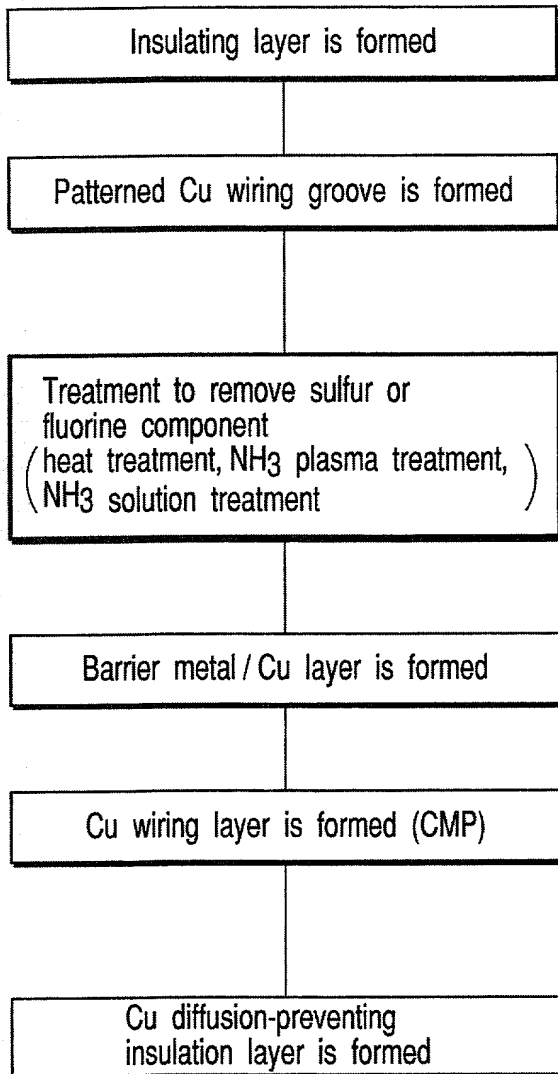 Insulating layer is formed
Patterned Cu wiring groove is formed
Treatment to remove sulfur or
fluorine component
(heat treatment, NH3 plasma treatment,
NH3 solution treatment)
Barrier metal / Cu layer is formed
Cu wiring layer is formed (CMP)
Cu diffusion-preventing
insulation layer is formed